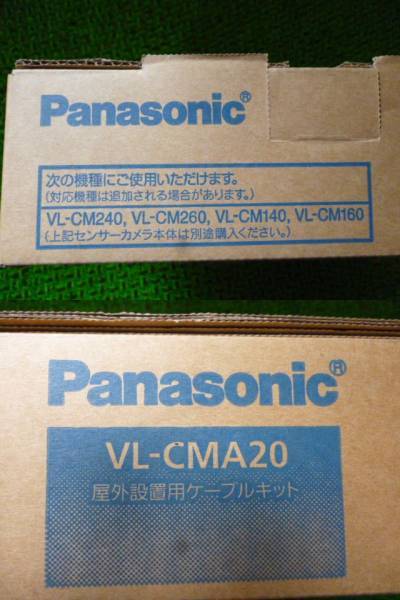 Panasonic®
次の機種にご使用いただけます。
(対応機種は追加される場合があります。)
VL-CM240, VL-CM260, VL-CM140, VL-CM160
(上記センサーカメラ本体は別途購入ください。)
Panasonic®
VL-CMA20
屋外設置用ケーブルキット